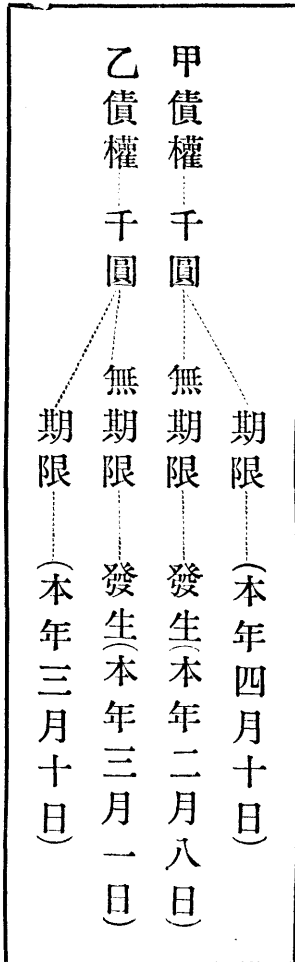 期限……(本年四月十日)
甲債權……千圓……無期限……發生(本年二月八日)
乙債權……千圓……無期限……發生(本年三月一日)
期限……(本年三月十日)